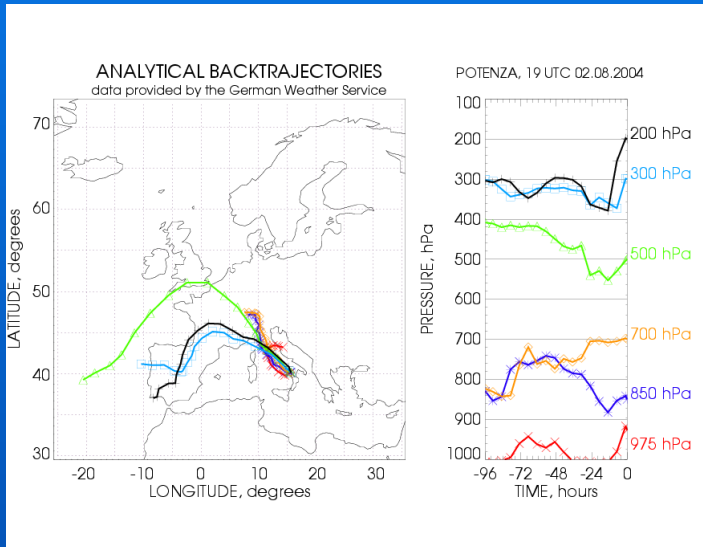 ANALYTICAL BACKTRAJECTORIES
data provided by the German Weather Service
LATITUDE, degrees
70
60
50
40
30
-20 -10 0 10 20 30
LONGITUDE, degrees
POTENZA, 19 UTC 02.08.2004
PRESSURE, hPa
100
200
300
400
500
600
700
800
900
1000
200 hPa
300 hPa
500 hPa
700 hPa
850 hPa
975 hPa
-96 -72 -48 -24 0
TIME, hours